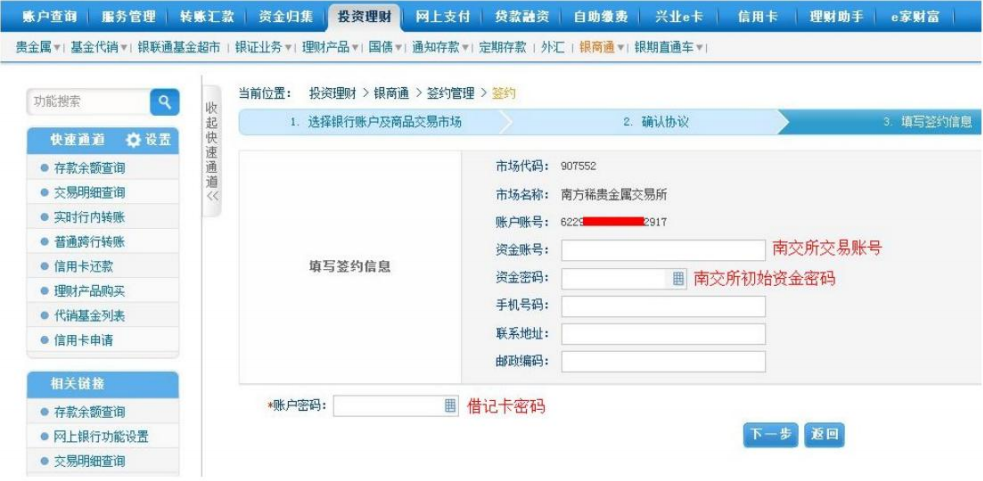 账户查询 服务管理 转账汇款 资金归集 投资理财 网上支付 贷款融资 自助缴费 兴业e卡 信用卡 理财助手 e家财富
贵金属▼| 基金代销▼| 银联通基金超市 | 银证业务▼| 理财产品▼| 国债▼| 通知存款▼| 定期存款 | 外汇 | 银商通▼| 银期直通车▼|
功能搜索
快速通道 设置
存款余额查询
交易明细查询
实时行内转账
普通跨行转账
信用卡还款
理财产品购买
代销基金列表
信用卡申请
相关链接
存款余额查询
网上银行功能设置
交易明细查询
收起快速通道 <<
当前位置： 投资理财 > 银商通 > 签约管理 > 签约
1. 选择银行账户及商品交易市场 2. 确认协议 3. 填写签约信息
填写签约信息
市场代码： 907552
市场名称： 南方稀贵金属交易所
账户账号： 6229 2917
资金账号： 南交所交易账号
资金密码： 南交所初始资金密码
手机号码：
联系地址：
邮政编码：
*账户密码： 借记卡密码
下一步 返回